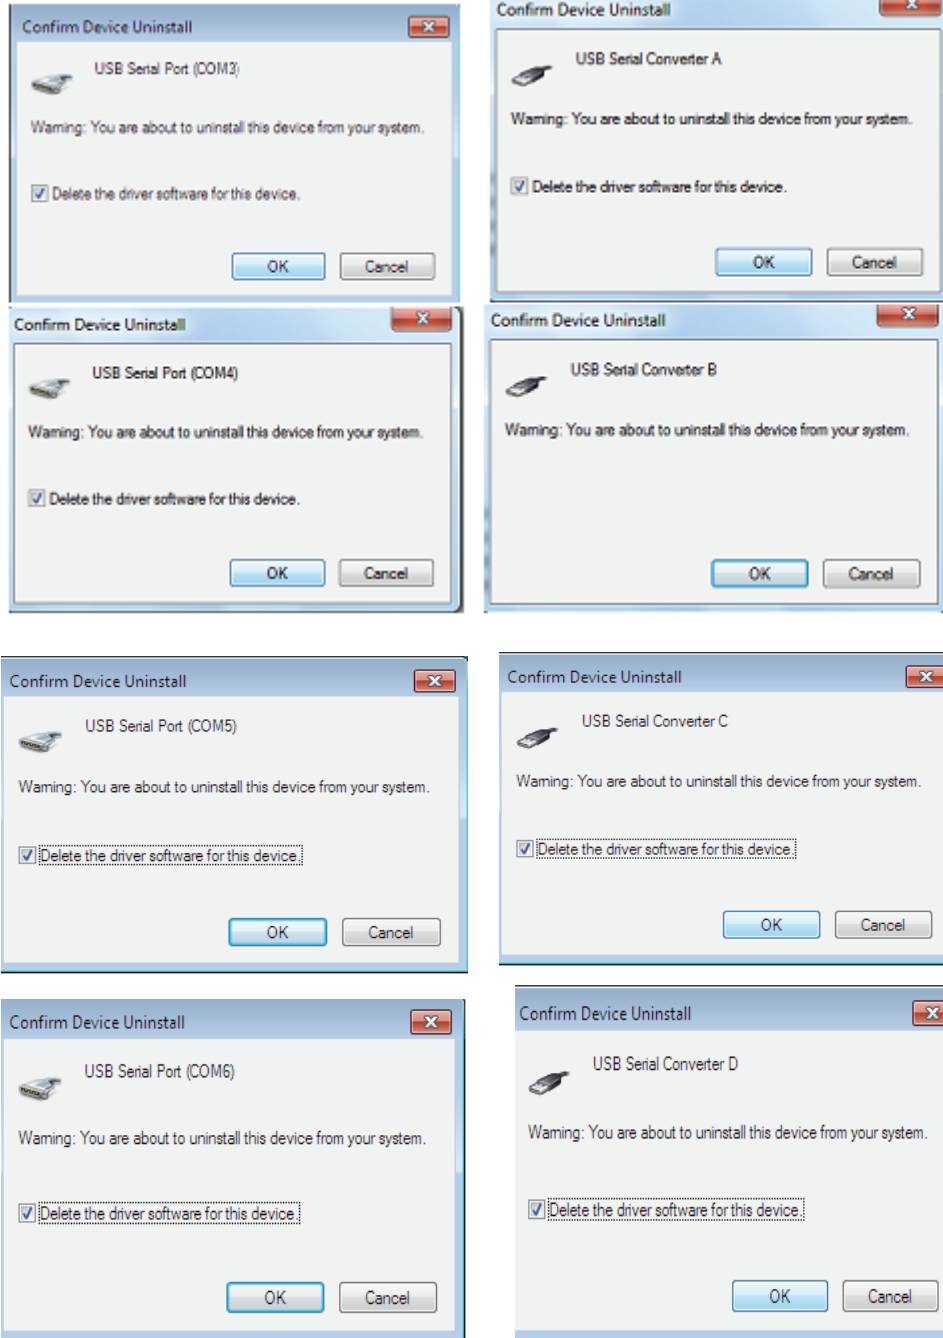 Confirm Device Uninstall
USB Serial Port (COM3)
Warning: You are about to uninstall this device from your system.
Delete the driver software for this device.
OK Cancel
Confirm Device Uninstall
USB Serial Converter A
Warning: You are about to uninstall this device from your system.
Delete the driver software for this device.
OK Cancel
Confirm Device Uninstall
USB Serial Port (COM4)
Warning: You are about to uninstall this device from your system.
Delete the driver software for this device.
OK Cancel
Confirm Device Uninstall
USB Serial Converter B
Warning: You are about to uninstall this device from your system.
OK Cancel
Confirm Device Uninstall
USB Serial Port (COM5)
Warning: You are about to uninstall this device from your system.
Delete the driver software for this device.
OK Cancel
Confirm Device Uninstall
USB Serial Converter C
Warning: You are about to uninstall this device from your system.
Delete the driver software for this device.
OK Cancel
Confirm Device Uninstall
USB Serial Port (COM6)
Warning: You are about to uninstall this device from your system.
Delete the driver software for this device.
OK Cancel
Confirm Device Uninstall
USB Serial Converter D
Warning: You are about to uninstall this device from your system.
Delete the driver software for this device.
OK Cancel